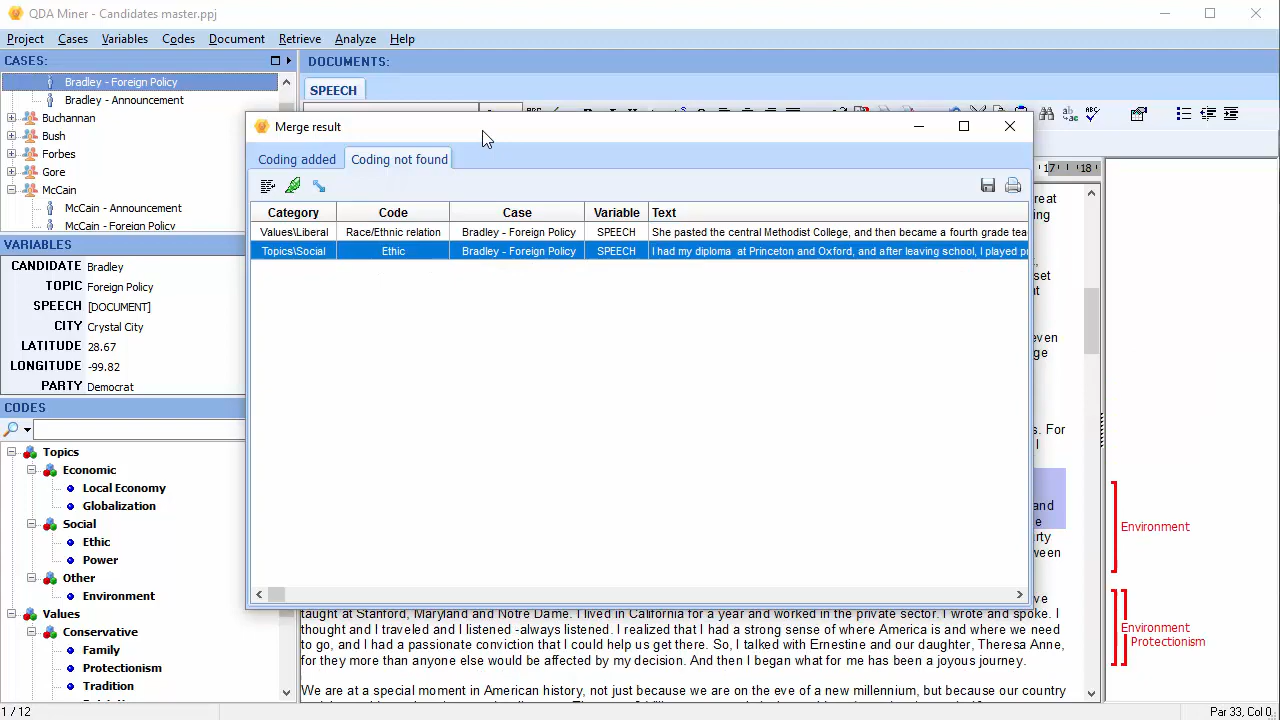 QDA Miner - Candidates master.ppj
Project Cases Variables Codes Document Retrieve Analyze Help
CASES:
Bradley - Foreign Policy
Bradley - Announcement
Buchannan
Bush
Forbes
Gore
McCain
McCain - Announcement
McCain - Foreign Policy
VARIABLES
CANDIDATE Bradley
TOPIC Foreign Policy
SPEECH [DOCUMENT]
CITY Crystal City
LATITUDE 28.67
LONGITUDE -99.82
PARTY Democrat
CODES
Topics
Economic
Local Economy
Globalization
Social
Ethic
Power
Other
Environment
Values
Conservative
Family
Protectionism
Tradition
DOCUMENTS:
SPEECH
Merge result
Coding added Coding not found
Category Code Case Variable Text
Values\Liberal Race/Ethnic relation Bradley - Foreign Policy SPEECH She pasted the central Methodist College, and then became a fourth grade tea
Topics\Social Ethic Bradley - Foreign Policy SPEECH I had my diploma at Princeton and Oxford, and after leaving school, I played p
17 18
reat
ing
set
t
even
ge
s. For
I
and
e
rty
ween
ve
taught at Stanford, Maryland and Notre Dame. I lived in California for a year and worked in the private sector. I wrote and spoke. I
thought and I traveled and I listened -always listened. I realized that I had a strong sense of where America is and where we need
to go, and I had a passionate conviction that I could help us get there. So, I talked with Ernestine and our daughter, Theresa Anne,
for they more than anyone else would be affected by my decision. And then I began what for me has been a joyous journey.
We are at a special moment in American history, not just because we are on the eve of a new millennium, but because our country
Environment
Environment
Protectionism
1 / 12
Par 33, Col 0,